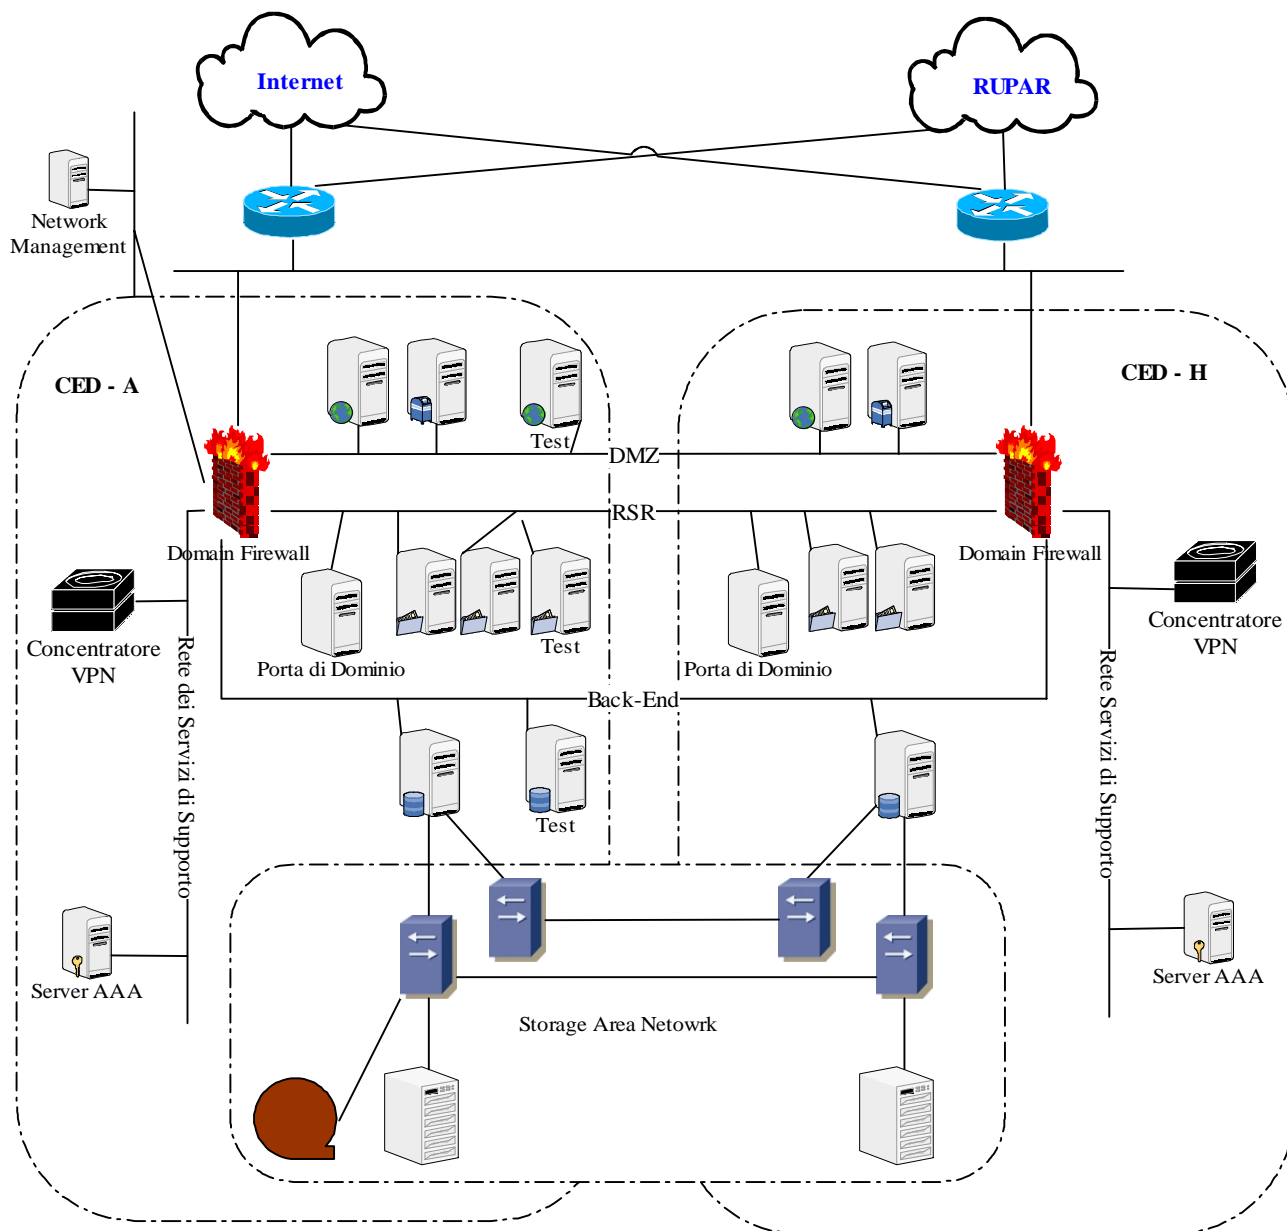 Internet
RUPAR
Network
Management
CED - A
CED - H
Test
DMZ
RSR
Domain Firewall
Domain Firewall
Concentratore
VPN
Concentratore
VPN
Test
Porta di Dominio
Porta di Dominio
Rete dei Servizi di Supporto
Rete Servizi di Supporto
Back-End
Test
Server AAA
Server AAA
Storage Area Netowrk